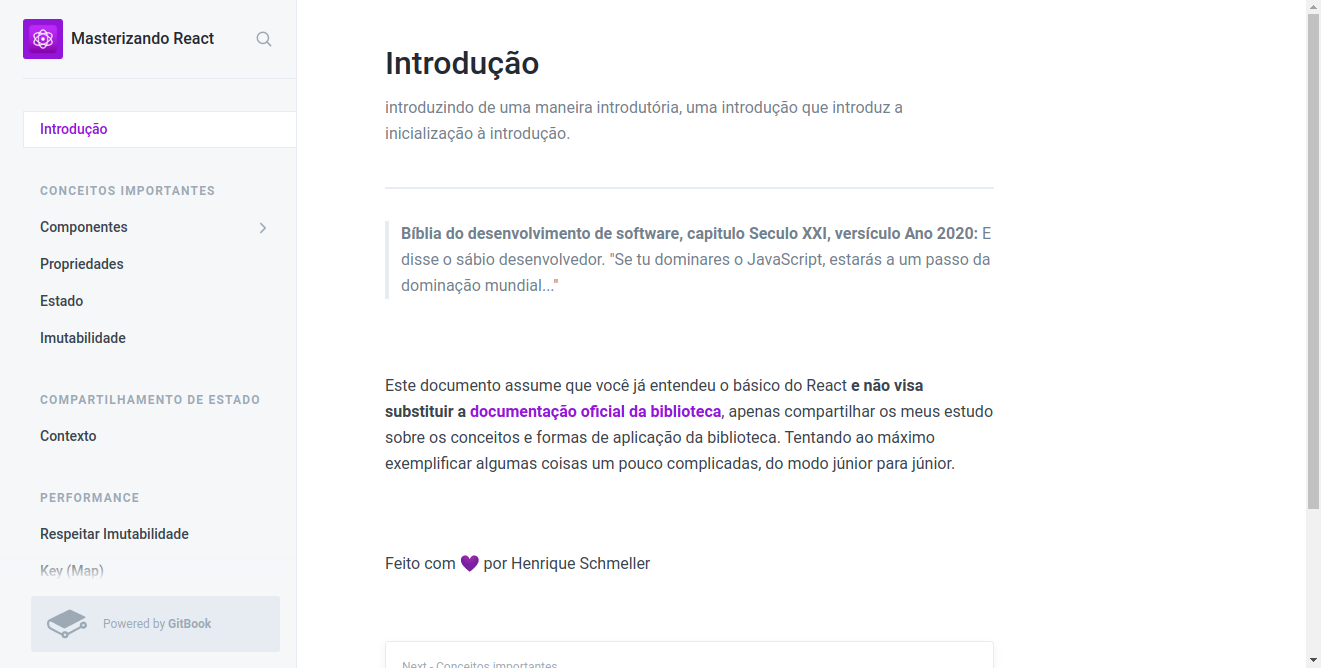 Masterizando React
Introdução
CONCEITOS IMPORTANTES
Componentes
Propriedades
Estado
Imutabilidade
COMPARTILHAMENTO DE ESTADO
Contexto
PERFORMANCE
Respeitar Imutabilidade
Key (Map)
Powered by GitBook
Introdução
introduzindo de uma maneira introdutória, uma introdução que introduz a
inicialização à introdução.
Bíblia do desenvolvimento de software, capitulo Seculo XXI, versículo Ano 2020: E
disse o sábio desenvolvedor. "Se tu dominares o JavaScript, estarás a um passo da
dominação mundial..."
Este documento assume que você já entendeu o básico do React e não visa
substituir a documentação oficial da biblioteca, apenas compartilhar os meus estudo
sobre os conceitos e formas de aplicação da biblioteca. Tentando ao máximo
exemplificar algumas coisas um pouco complicadas, do modo júnior para júnior.
Feito com 💜 por Henrique Schmeller
Next - Conceitos importantes